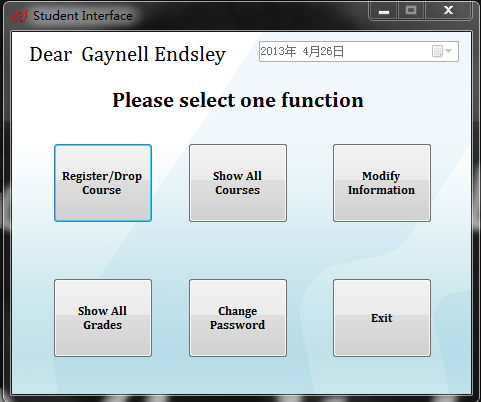 Student Interface
Dear Gaynell Endsley
2013年 4月26日
Please select one function
Register/Drop
Course
Show All
Courses
Modify
Information
Show All
Grades
Change
Password
Exit